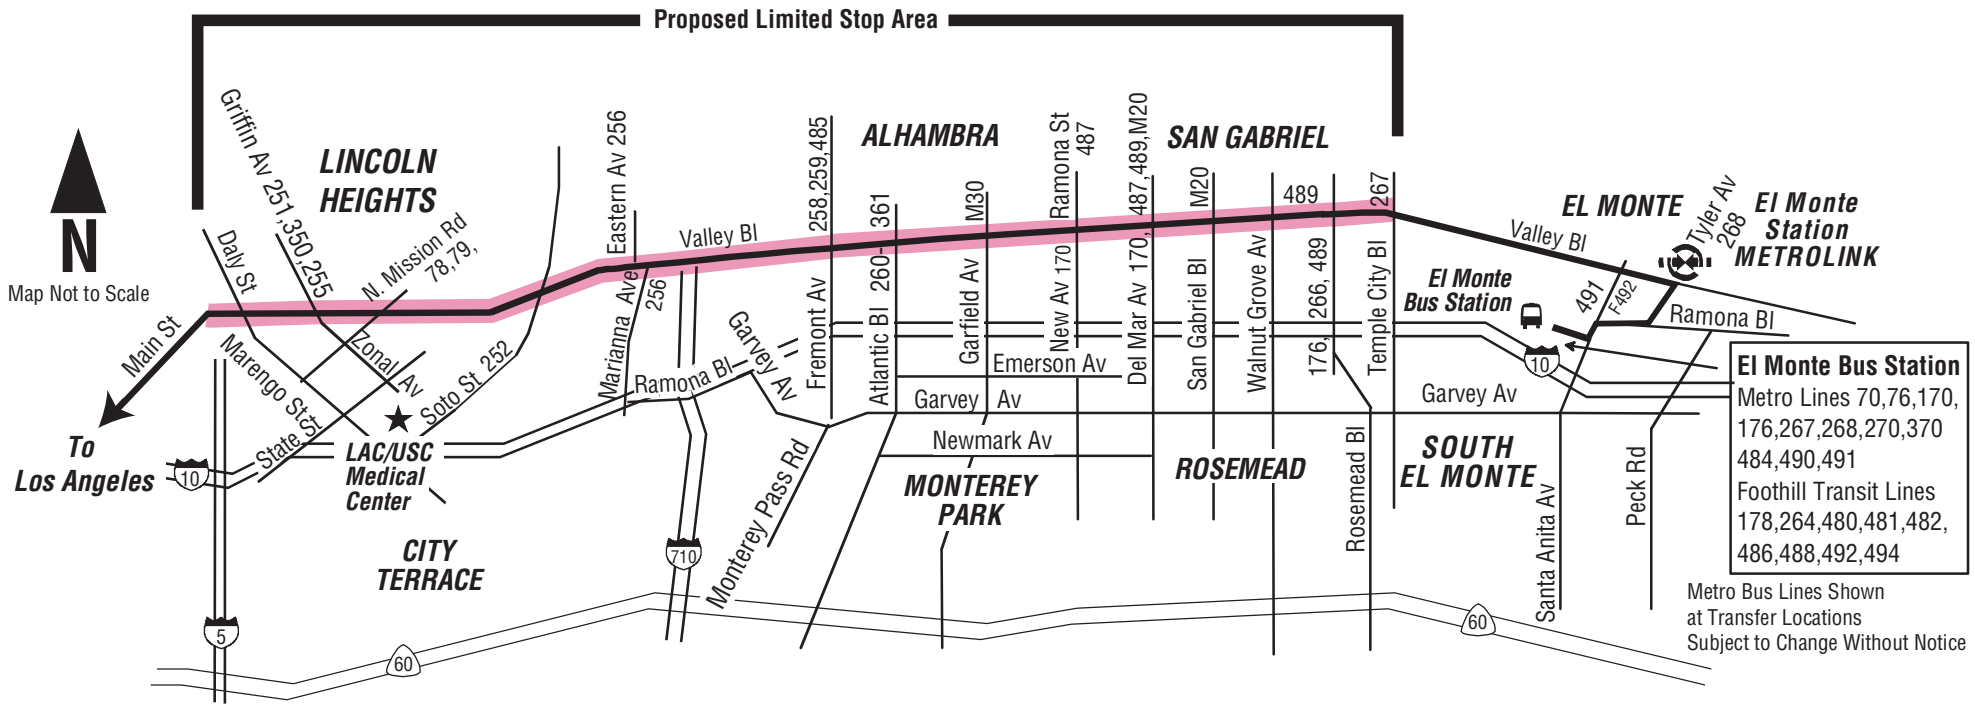 Proposed Limited Stop Area
N
Map Not to Scale
To
Los Angeles
Main St
Daly St
Griffin Av 251,350,255
LINCOLN
HEIGHTS
N. Mission Rd
78,79,
Marengo St
State St
Zonal Av
Soto St 252
LAC/USC
Medical
Center
CITY
TERRACE
10
5
60
710
Eastern Av 256
Marianna Ave
256
Valley Bl
Ramona Bl
Garvey Av
Monterey Pass Rd
Fremont Av
258,259,485
ALHAMBRA
Atlantic Bl 260-361
Garfield Av
M30
New Av 170
Ramona St
487
Emerson Av
Garvey Av
Newmark Av
MONTEREY
PARK
Del Mar Av 170, 487,489,M20
SAN GABRIEL
San Gabriel Bl
M20
Walnut Grove Av
489
176, 266, 489
Rosemead Bl
ROSEMEAD
Temple City Bl
267
Garvey Av
SOUTH
EL MONTE
EL MONTE
Valley Bl
Tyler Av
268
El Monte
Station
METROLINK
El Monte
Bus Station
491
F492
Ramona Bl
10
60
Santa Anita Av
Peck Rd
El Monte Bus Station
Metro Lines 70,76,170,
176,267,268,270,370
484,490,491
Foothill Transit Lines
178,264,480,481,482,
486,488,492,494
Metro Bus Lines Shown
at Transfer Locations
Subject to Change Without Notice